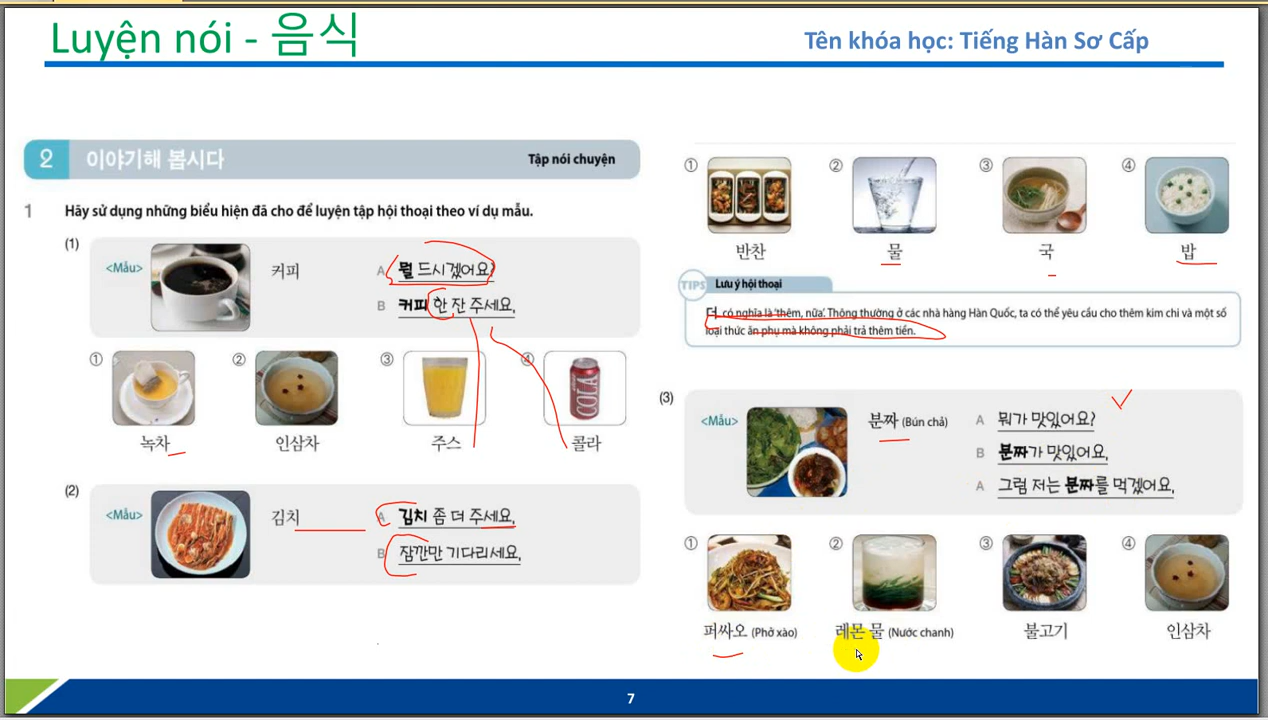 Luyện nói - 음식
Tên khóa học: Tiếng Hàn Sơ Cấp
2 이야기해 봅시다 Tập nói chuyện
1 Hãy sử dụng những biểu hiện đã cho để luyện tập hội thoại theo ví dụ mẫu.
(1)
<Mẫu> 커피
A 뭘 드시겠어요?
B 커피 한 잔 주세요.
① ② ③ ④
녹차 인삼차 주스 콜라
COLA
(2)
<Mẫu> 김치
A 김치 좀 더 주세요.
B 잠깐만 기다리세요.
① ② ③ ④
반찬 물 국 밥
TIPS Lưu ý hội thoại
더 có nghĩa là 'thêm, nữa'. Thông thường ở các nhà hàng Hàn Quốc, ta có thể yêu cầu cho thêm kim chi và một số
loại thức ăn phụ mà không phải trả thêm tiền.
(3)
<Mẫu> 분짜 (Bún chả)
A 뭐가 맛있어요?
B 분짜가 맛있어요.
A 그럼 저는 분짜를 먹겠어요.
① ② ③ ④
퍼싸오 (Phở xào) 레몬 물 (Nước chanh) 불고기 인삼차
7